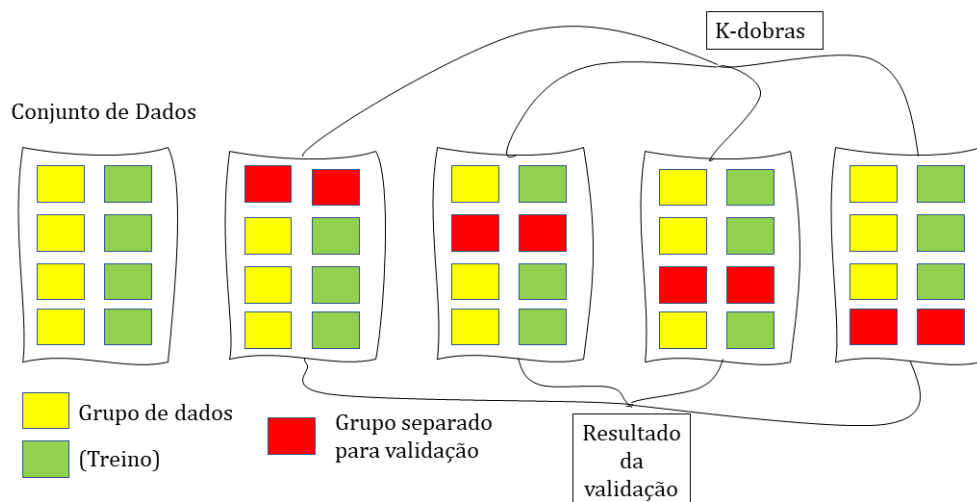 K-dobras
Conjunto de Dados
Grupo de dados
(Treino)
Grupo separado
para validação
Resultado
da
validação